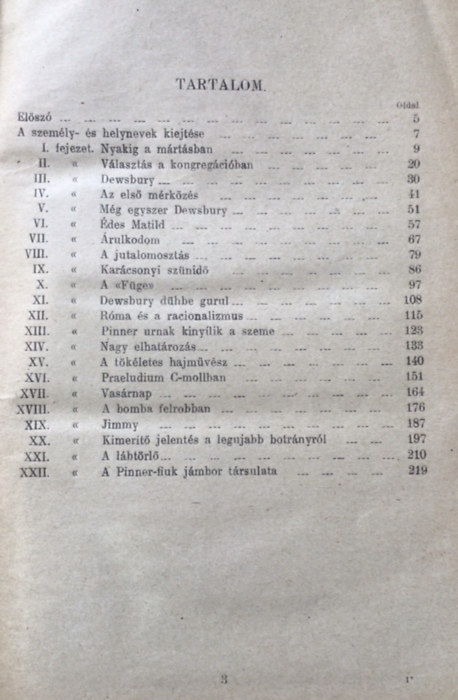 TARTALOM.
Oldal
Előszó ... 5
A személy- és helynevek kiejtése ... 7
I. fejezet. Nyakig a mártásban ... 9
II. « Választás a kongregációban ... 20
III. « Dewsbury ... 30
IV. « Az első mérkőzés ... 41
V. « Még egyszer Dewsbury ... 51
VI. « Édes Matild ... 57
VII. « Árulkodom ... 67
VIII. « A jutalomosztás ... 79
IX. « Karácsonyi szünidő ... 86
X. « A «Füge» ... 97
XI. « Dewsbury dühbe gurul ... 108
XII. « Róma és a racionalizmus ... 115
XIII. « Pinner urnak kinyílik a szeme ... 123
XIV. « Nagy elhatározás ... 133
XV. « A tökéletes hajművész ... 140
XVI. « Praeludium C-mollban ... 151
XVII. « Vasárnap ... 164
XVIII. « A bomba felrobban ... 176
XIX. « Jimmy ... 187
XX. « Kimerítő jelentés a legujabb botrányról ... 197
XXI. « A lábtörlő ... 210
XXII. « A Pinner-fiuk jámbor társulata ... 219
3 1*